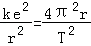 ke²/r² = 4π²r/T²